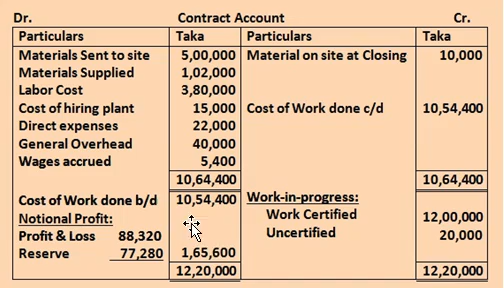 Dr. Contract Account Cr.
Particulars Taka Particulars Taka
Materials Sent to site 5,00,000 Material on site at Closing 10,000
Materials Supplied 1,02,000
Labor Cost 3,80,000
Cost of hiring plant 15,000 Cost of Work done c/d 10,54,400
Direct expenses 22,000
General Overhead 40,000
Wages accrued 5,400
10,64,400 10,64,400
Cost of Work done b/d 10,54,400 Work-in-progress:
Notional Profit: Work Certified 12,00,000
Profit & Loss 88,320 Uncertified 20,000
Reserve 77,280 1,65,600
12,20,000 12,20,000